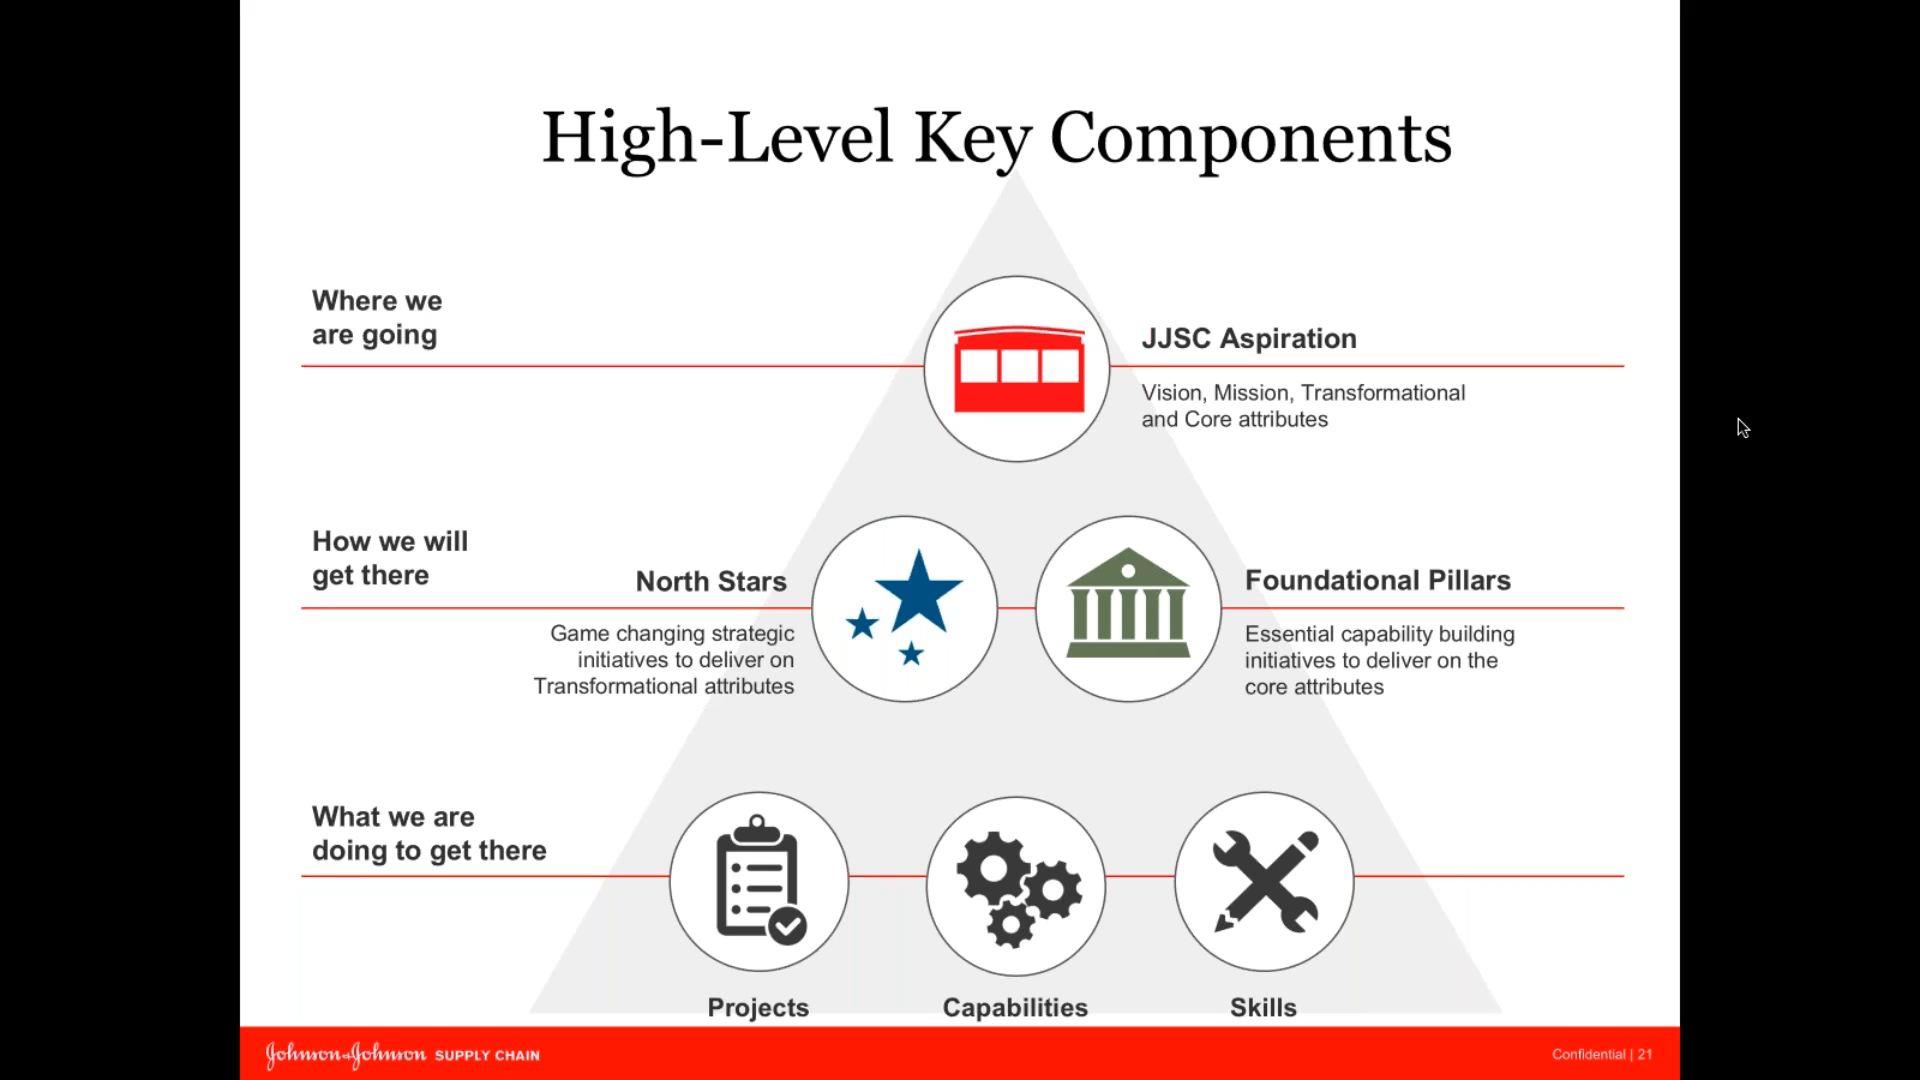 High-Level Key Components
Where we
are going
JJSC Aspiration
Vision, Mission, Transformational
and Core attributes
How we will
get there
North Stars
Game changing strategic
initiatives to deliver on
Transformational attributes
Foundational Pillars
Essential capability building
initiatives to deliver on the
core attributes
What we are
doing to get there
Projects
Capabilities
Skills
Johnson & Johnson SUPPLY CHAIN
Confidential | 21